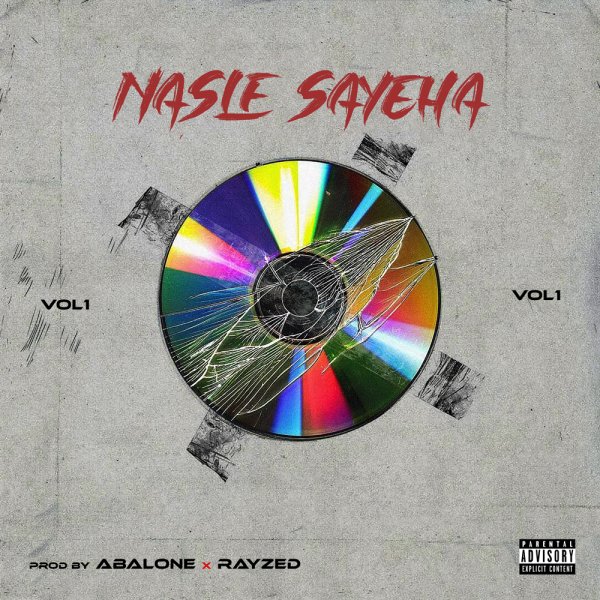 NASLE SAYEHA
VOL1
VOL1
PROD BY ABALONE x RAYZED
PARENTAL
ADVISORY
EXPLICIT CONTENT